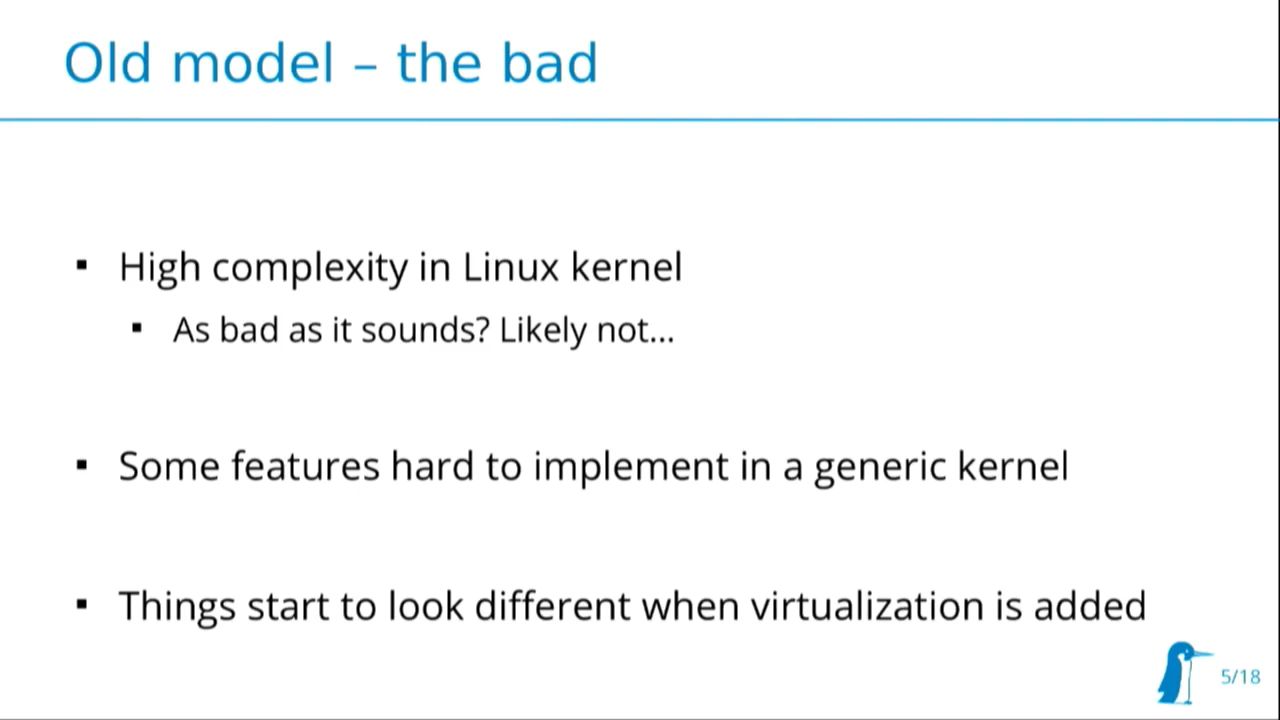 Old model – the bad
▪ High complexity in Linux kernel
▪ As bad as it sounds? Likely not...
▪ Some features hard to implement in a generic kernel
▪ Things start to look different when virtualization is added
5/18